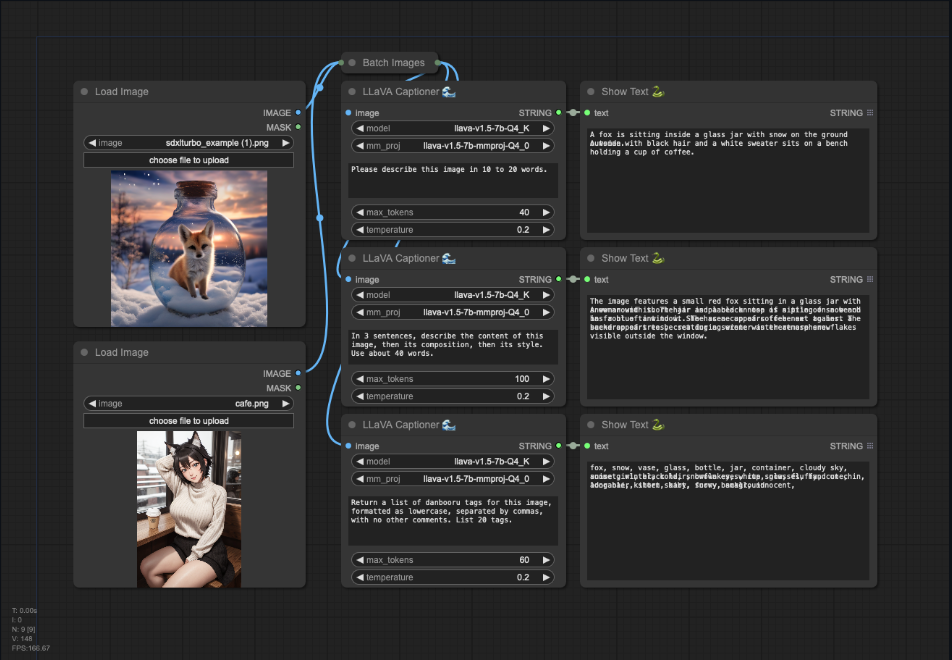 Batch Images
Load Image
IMAGE
MASK
image sdxlturbo_example (1).png
choose file to upload
LLaVA Captioner
image STRING
model llava-v1.5-7b-Q4_K
mm_proj llava-v1.5-7b-mmproj-Q4_0
Please describe this image in 10 to 20 words.
max_tokens 40
temperature 0.2
Show Text
text STRING
A fox is sitting inside a glass jar with snow on the ground
with black hair and a white sweater sits on a bench
holding a cup of coffee.
LLaVA Captioner
image STRING
model llava-v1.5-7b-Q4_K
mm_proj llava-v1.5-7b-mmproj-Q4_0
In 3 sentences, describe the content of this
image, then its composition, then its style.
Use about 40 words.
max_tokens 100
temperature 0.2
Show Text
text STRING
The image features a small red fox sitting in a glass jar with
visible outside the window.
Load Image
IMAGE
MASK
image cafe.png
choose file to upload
LLaVA Captioner
image STRING
model llava-v1.5-7b-Q4_K
mm_proj llava-v1.5-7b-mmproj-Q4_0
Return a list of danbooru tags for this image,
formatted as lowercase, separated by commas,
with no other comments. List 20 tags.
max_tokens 60
temperature 0.2
Show Text
text STRING
fox, snow, vase, glass, bottle, jar, container, cloudy sky,
T: 0.00s
I: 0
N: 9 [9]
V: 148
FPS:166.67